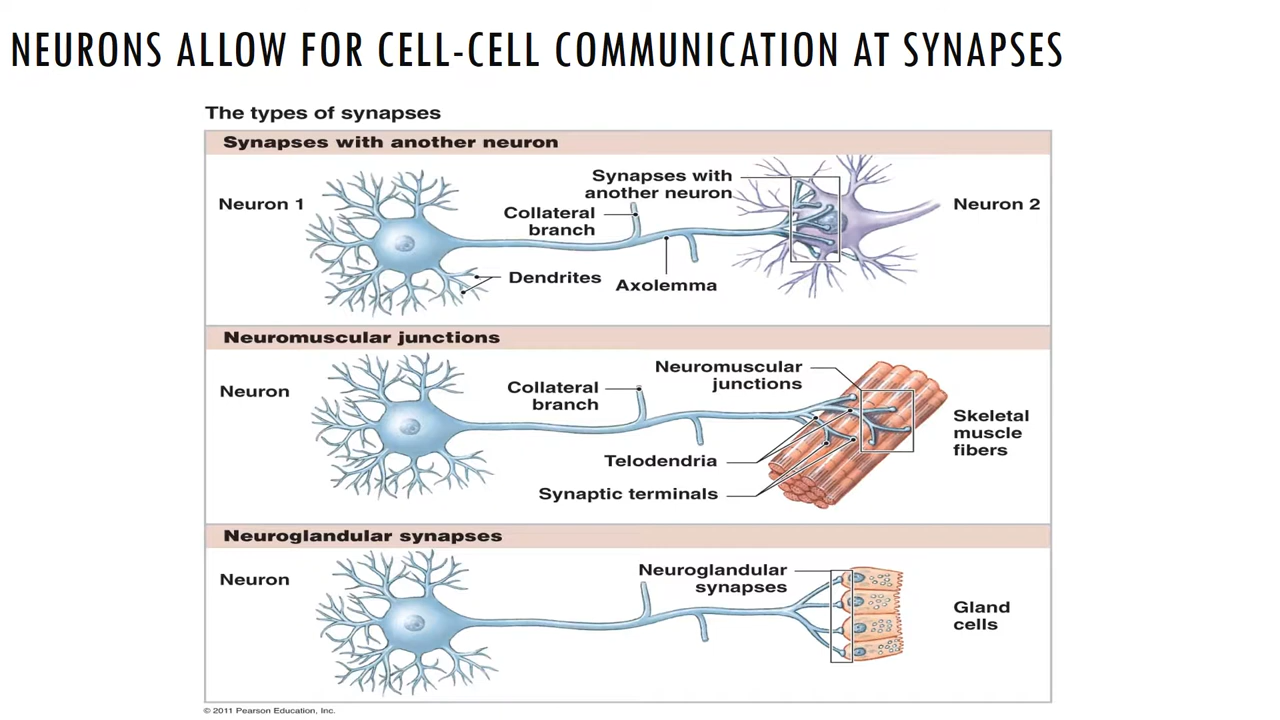 NEURONS ALLOW FOR CELL-CELL COMMUNICATION AT SYNAPSES
The types of synapses
Synapses with another neuron
Neuron 1
Synapses with
another neuron
Collateral
branch
Neuron 2
Dendrites
Axolemma
Neuromuscular junctions
Neuron
Neuromuscular
junctions
Collateral
branch
Skeletal
muscle
fibers
Telodendria
Synaptic terminals
Neuroglandular synapses
Neuron
Neuroglandular
synapses
Gland
cells
© 2011 Pearson Education, Inc.